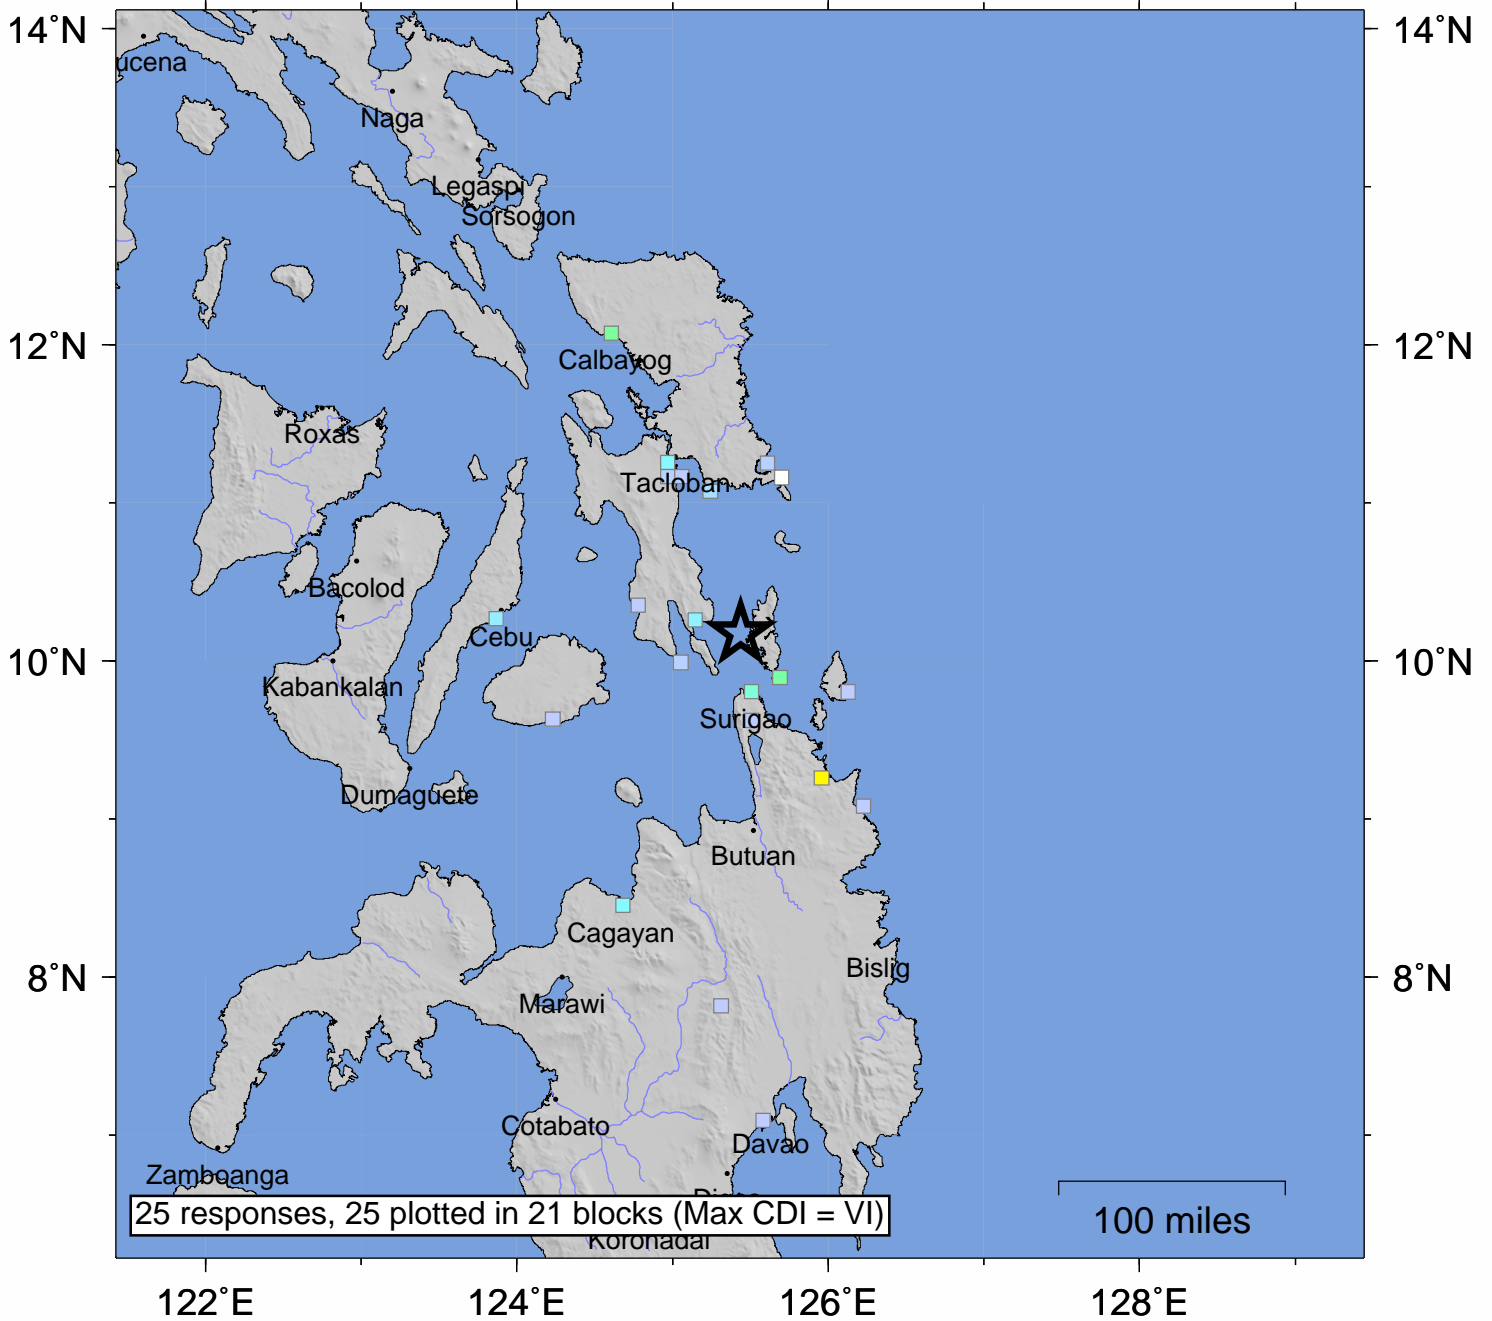 14°N
14°N
ucena
Naga
Legaspi
Sorsogon
12°N
12°N
Calbayog
Roxas
Tacloban
Bacolod
Cebu
10°N
10°N
Kabankalan
Surigao
Dumaguete
Butuan
Cagayan
Bislig
8°N
8°N
Marawi
Cotabato
Davao
Zamboanga
25 responses, 25 plotted in 21 blocks (Max CDI = VI)
100 miles
Koronadal
122°E
124°E
126°E
128°E